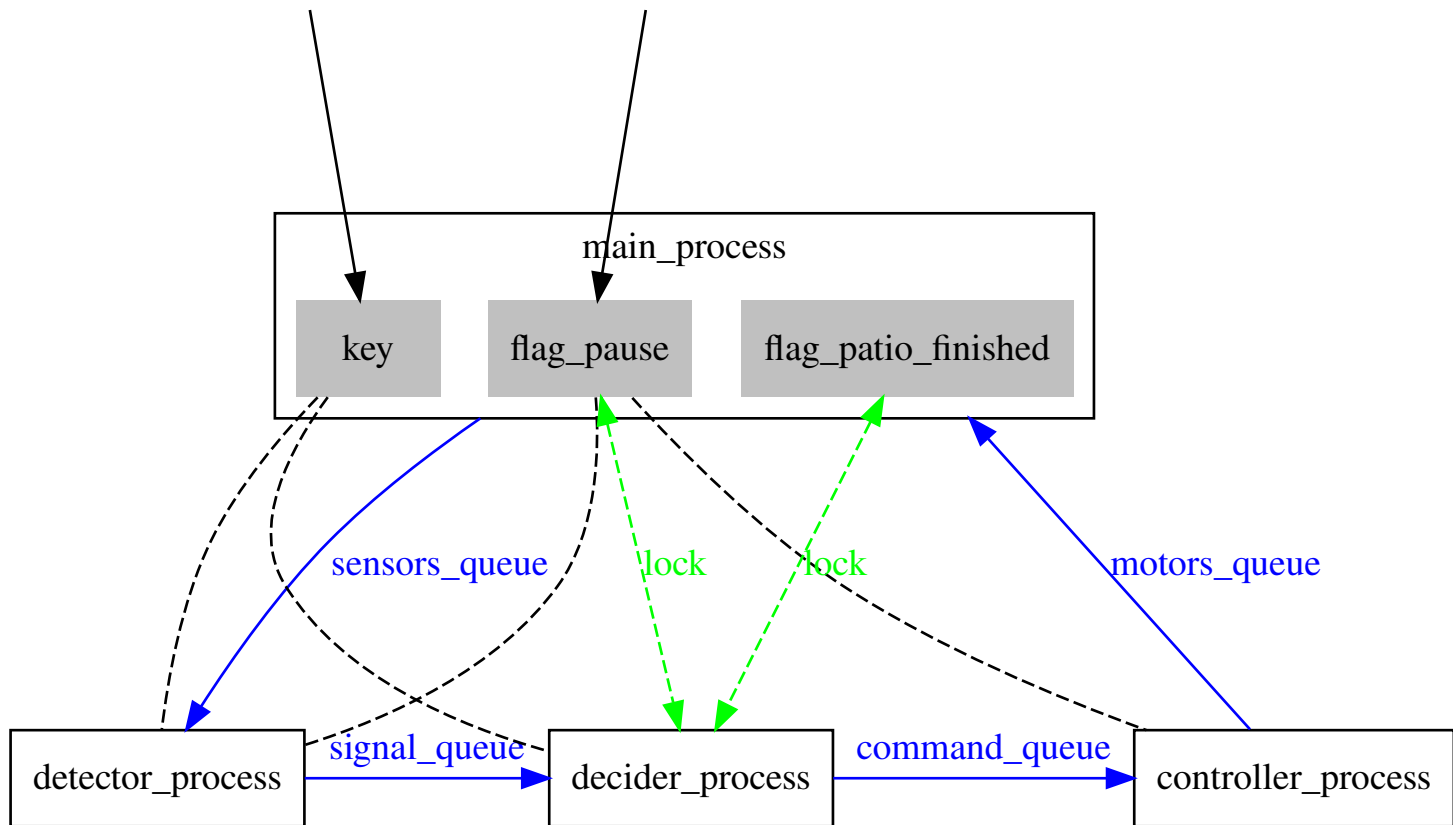 main_process
key
flag_pause
flag_patio_finished
sensors_queue
lock
lock
motors_queue
signal_queue
command_queue
detector_process
decider_process
controller_process